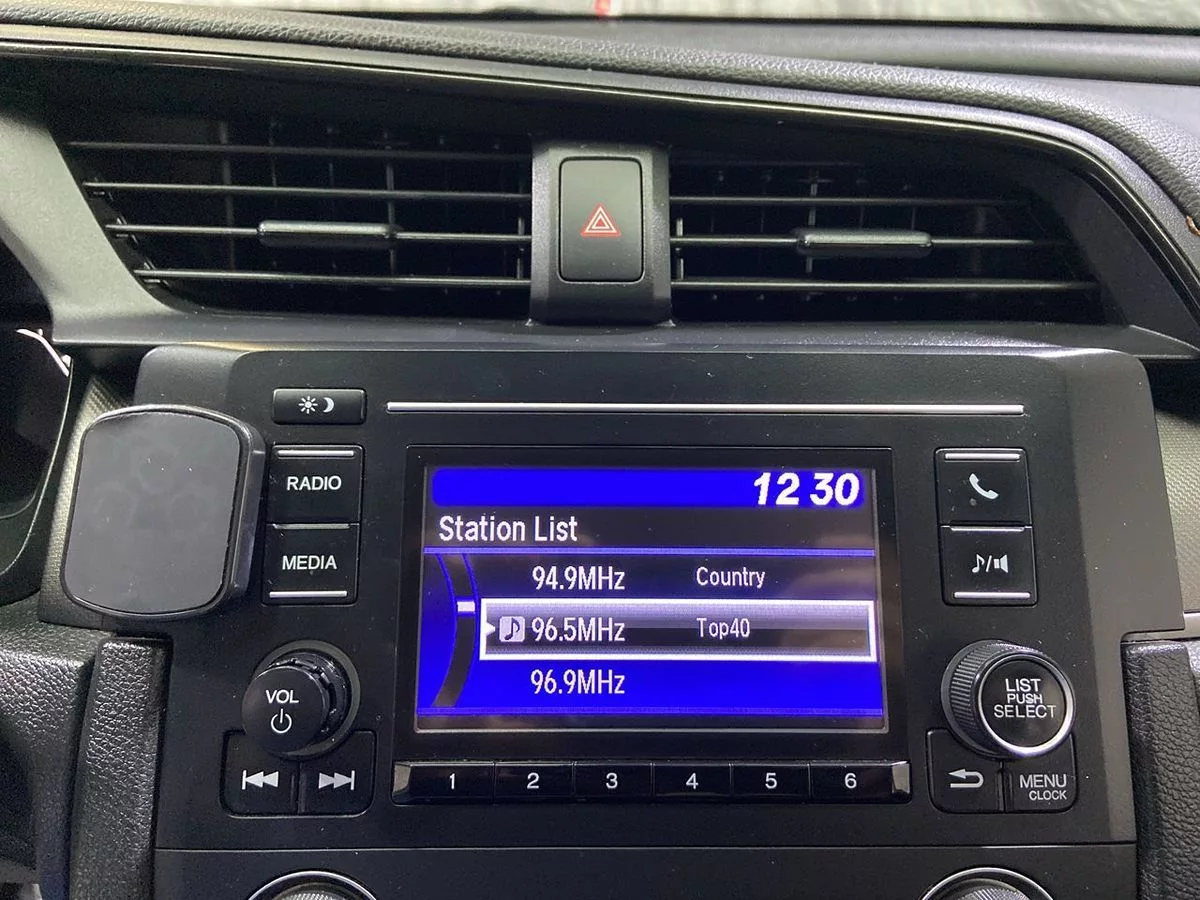 RADIO
MEDIA
12 30
Station List
94.9MHz Country
96.5MHz Top40
96.9MHz
VOL
LIST
PUSH
SELECT
1 2 3 4 5 6
MENU
CLOCK